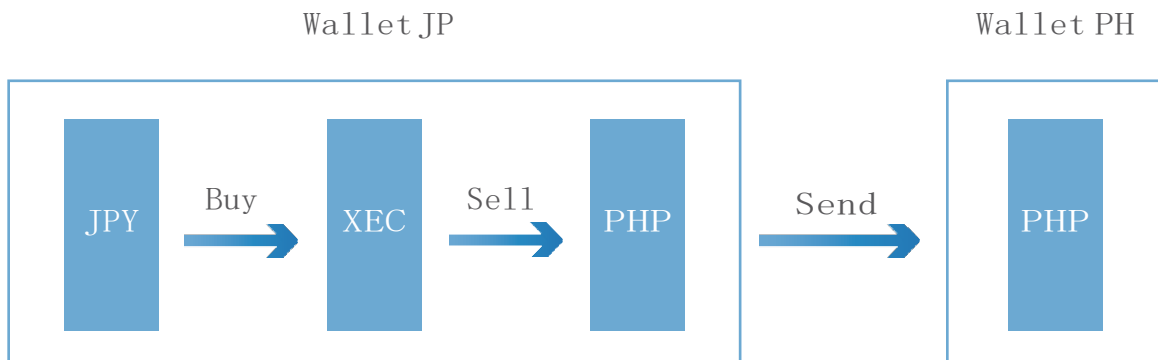 Wallet JP
Wallet PH
JPY
Buy
XEC
Sell
PHP
Send
PHP